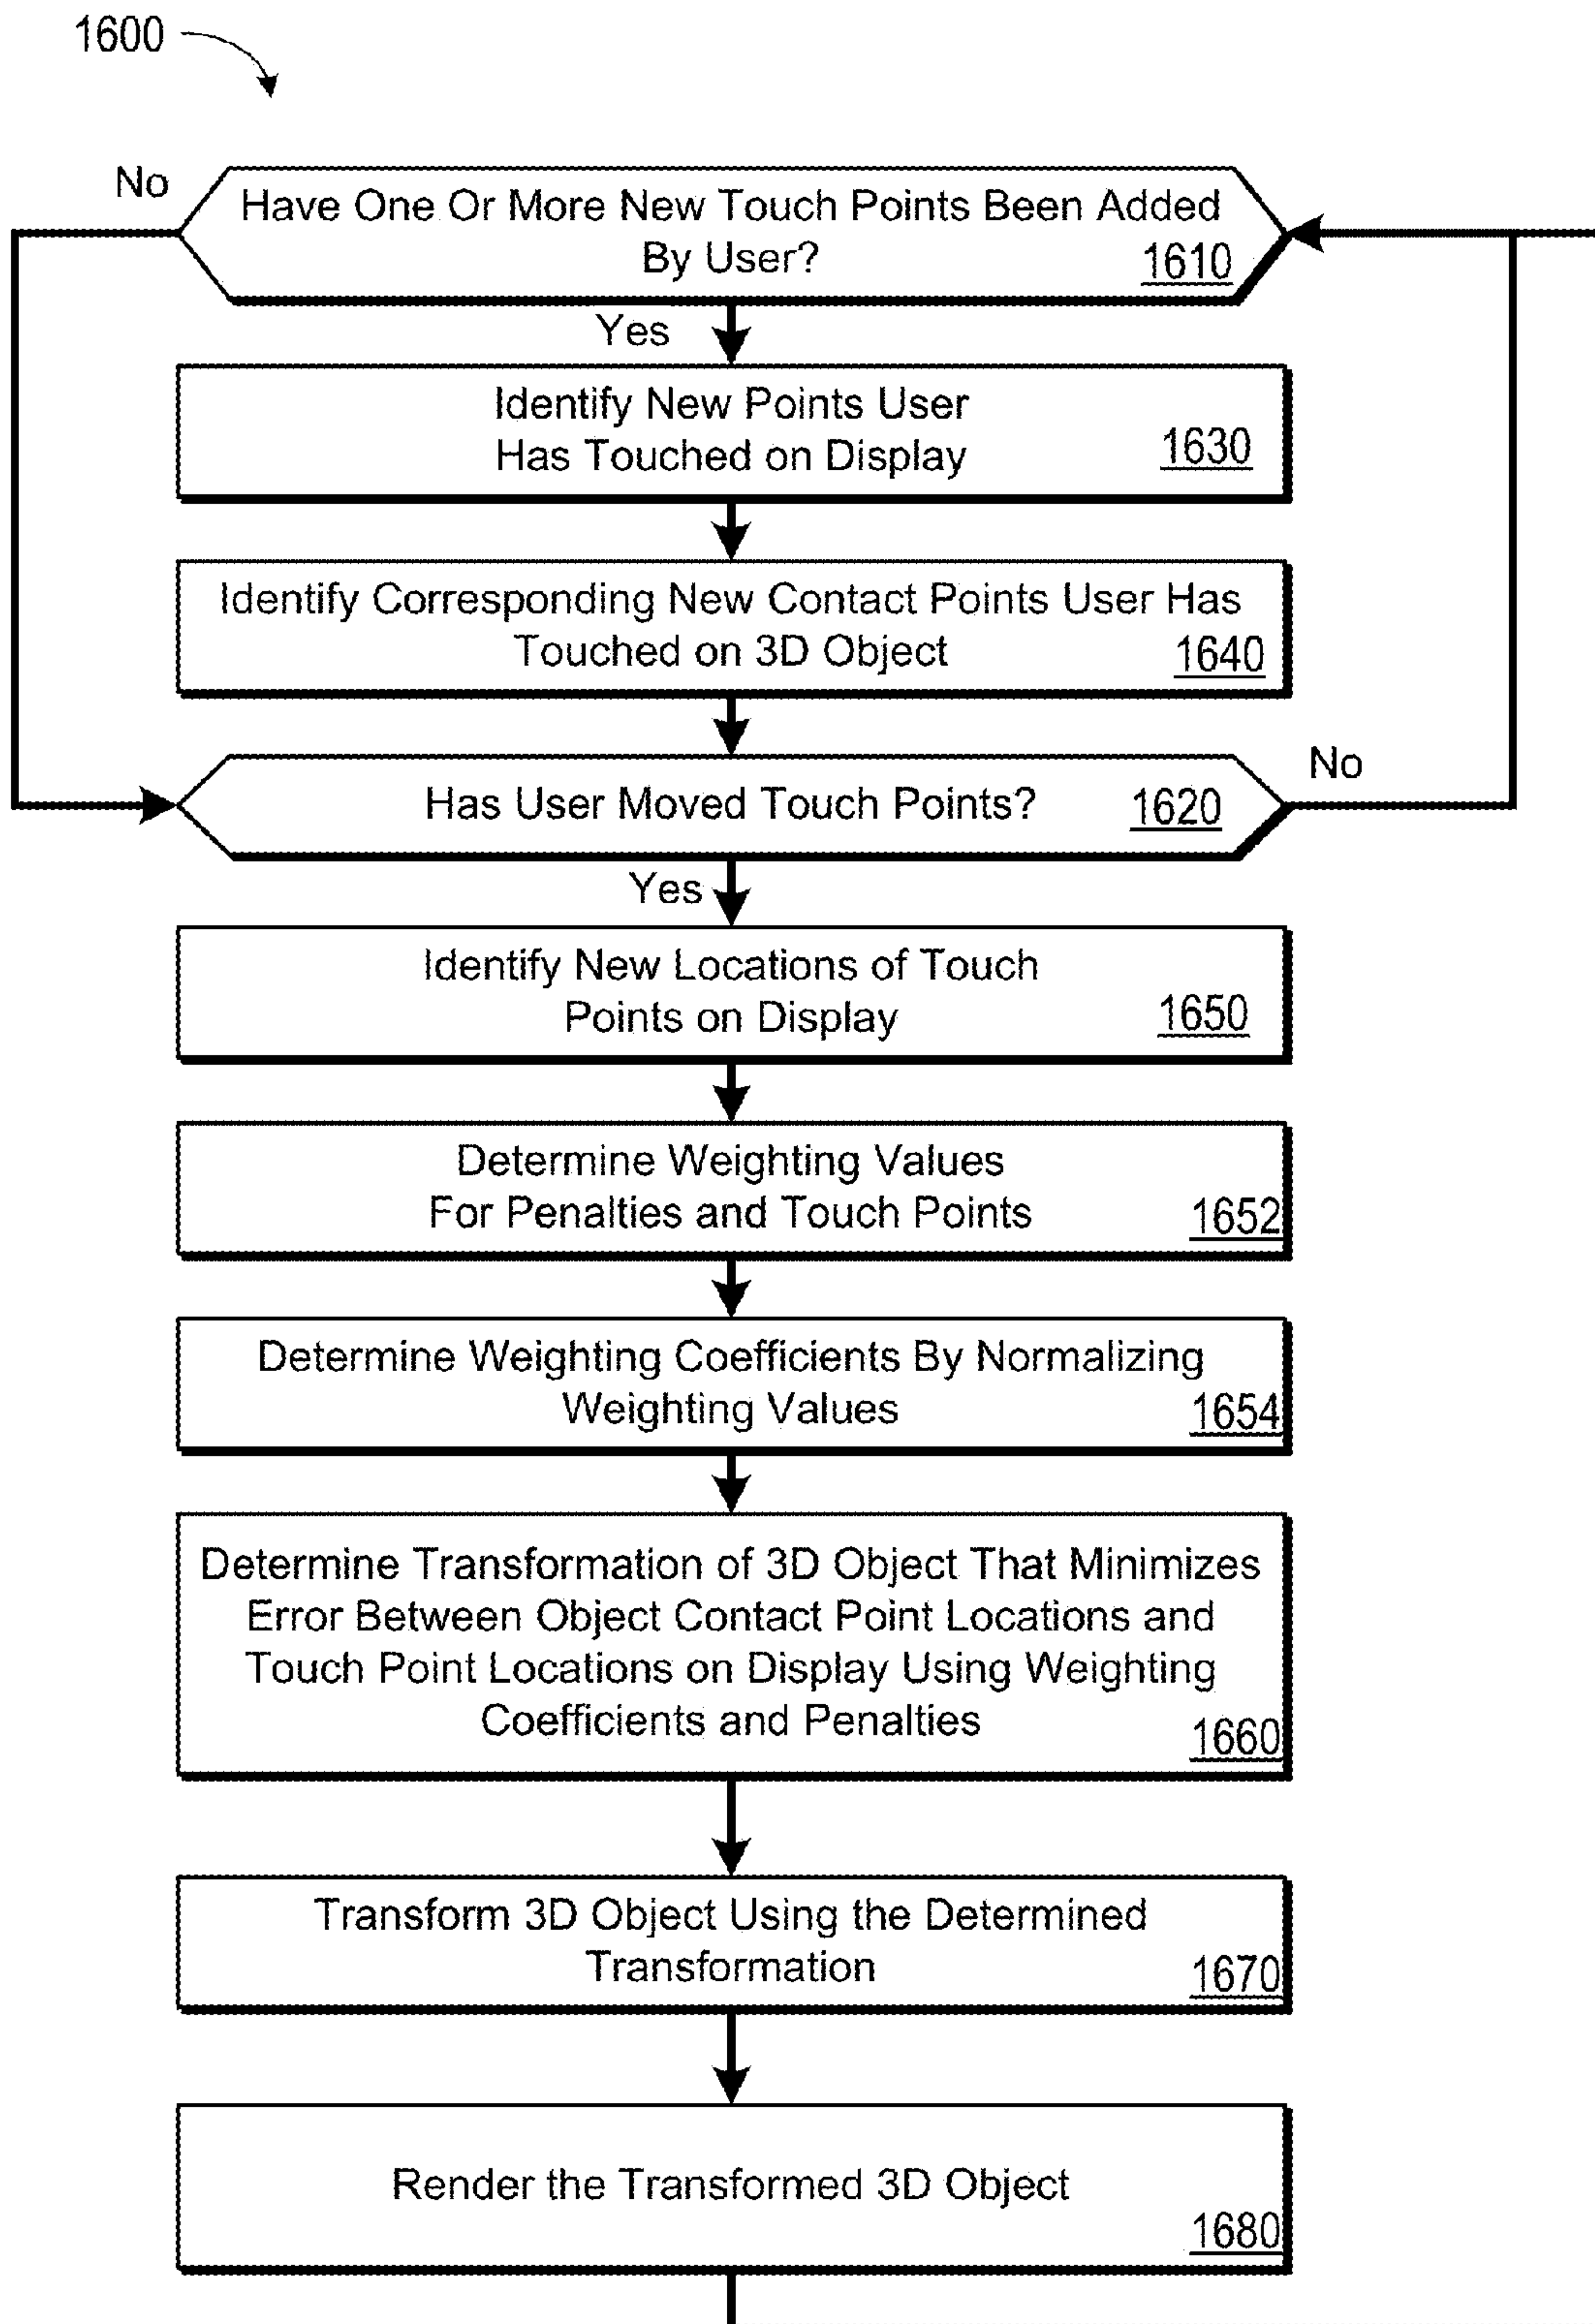 1600
No
Have One Or More New Touch Points Been Added
By User?
1610
Yes
Identify New Points User
Has Touched on Display
1630
Identify Corresponding New Contact Points User Has
Touched on 3D Object
1640
Has User Moved Touch Points?
1620
No
Yes
Identify New Locations of Touch
Points on Display
1650
Determine Weighting Values
For Penalties and Touch Points
1652
Determine Weighting Coefficients By Normalizing
Weighting Values
1654
Determine Transformation of 3D Object That Minimizes
Error Between Object Contact Point Locations and
Touch Point Locations on Display Using Weighting
Coefficients and Penalties
1660
Transform 3D Object Using the Determined
Transformation
1670
Render the Transformed 3D Object
1680